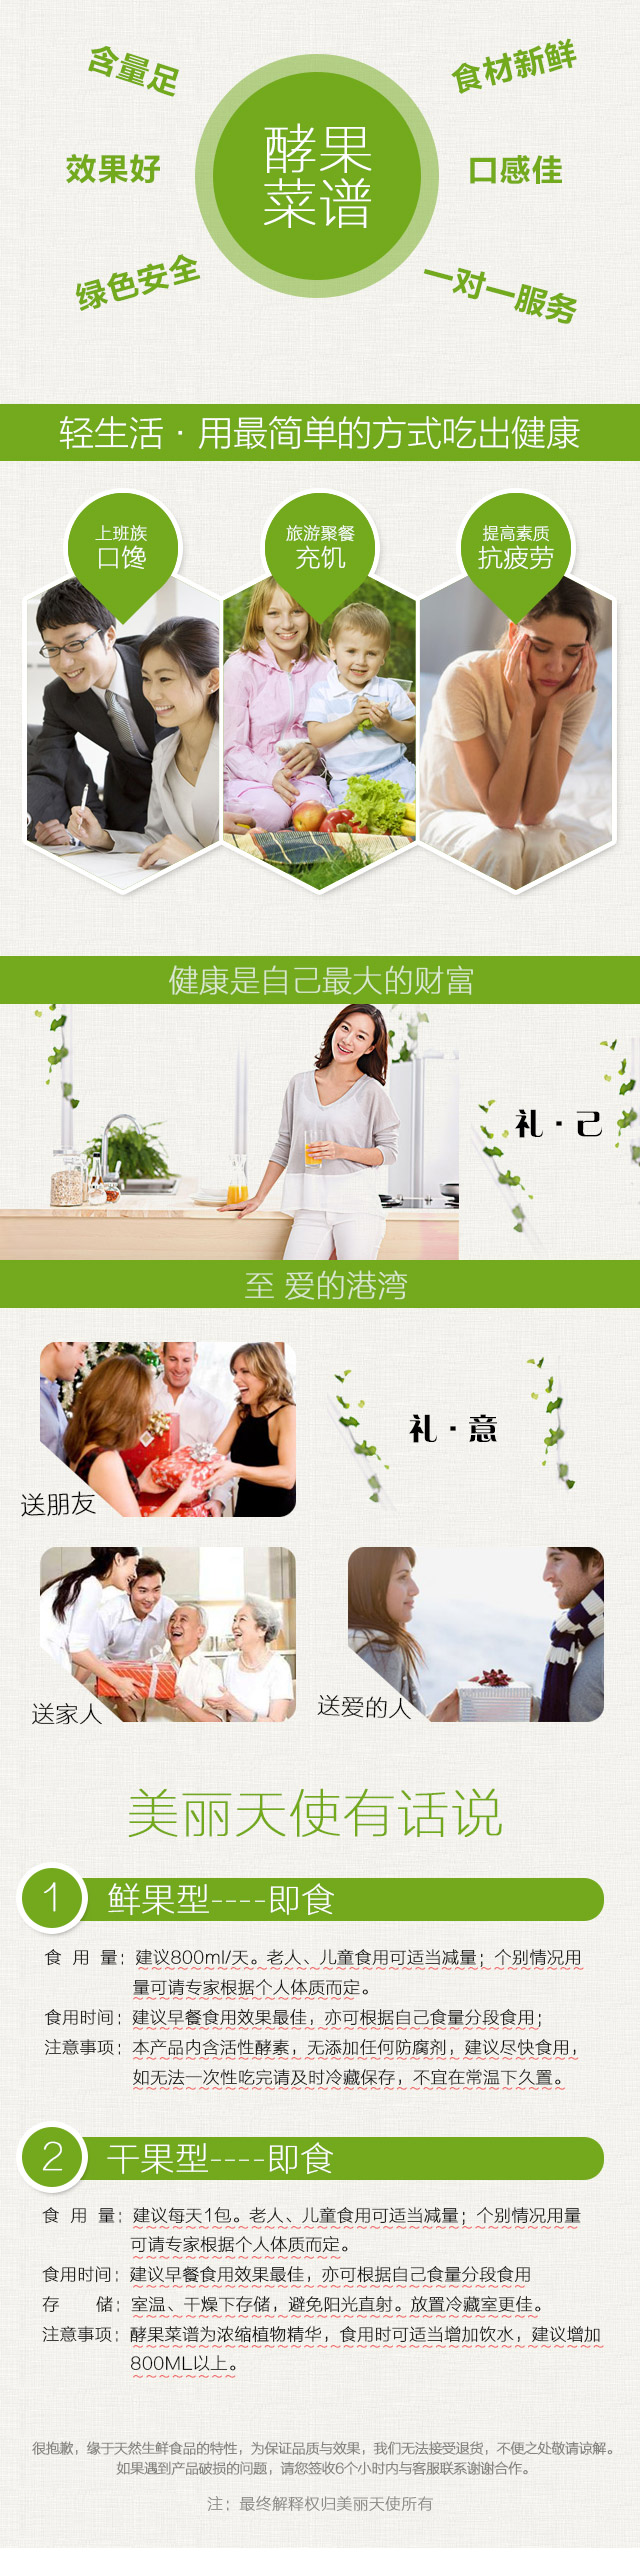 含量足
食材新鲜
酵果
菜谱
效果好
口感佳
绿色安全
一对一服务
轻生活·用最简单的方式吃出健康
上班族
口馋
旅游聚餐
充饥
提高素质
抗疲劳
健康是自己最大的财富
礼·己
至 爱的港湾
礼·意
送朋友
送家人
送爱的人
美丽天使有话说
1 鲜果型----即食
食 用 量：建议800ml/天。老人、儿童食用可适当减量；个别情况用
量可请专家根据个人体质而定。
食用时间：建议早餐食用效果最佳，亦可根据自己食量分段食用；
注意事项：本产品内含活性酵素，无添加任何防腐剂，建议尽快食用，
如无法一次性吃完请及时冷藏保存，不宜在常温下久置。
2 干果型----即食
食 用 量：建议每天1包。老人、儿童食用可适当减量；个别情况用量
可请专家根据个人体质而定。
食用时间：建议早餐食用效果最佳，亦可根据自己食量分段食用
存 储：室温、干燥下存储，避免阳光直射。放置冷藏室更佳。
注意事项：酵果菜谱为浓缩植物精华，食用时可适当增加饮水，建议增加
800ML以上。
很抱歉，缘于天然生鲜食品的特性，为保证品质与效果，我们无法接受退货，不便之处敬请谅解。
如果遇到产品破损的问题，请您签收6个小时内与客服联系谢谢合作。
注；最终解释权归美丽天使所有